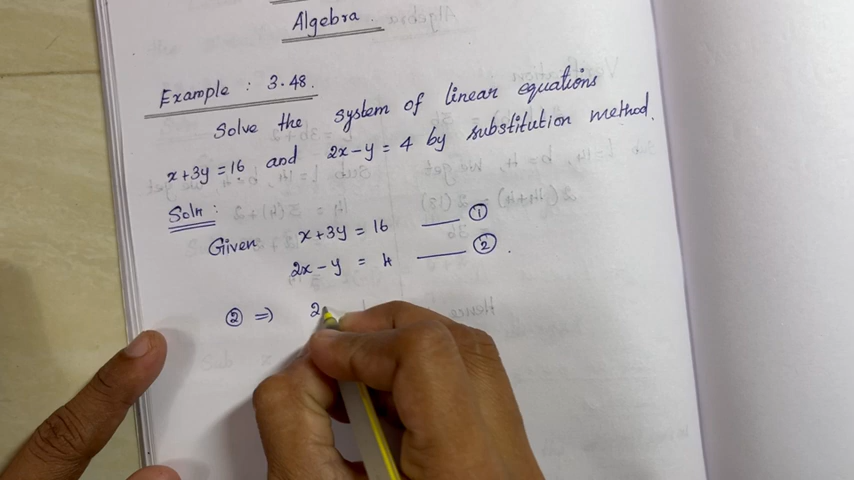 Algebra.
Example : 3.48.
Solve the system of linear equations
x+3y=16 and 2x-y=4 by substitution method.
Soln :
Given x+3y = 16 —— ①
2x-y = 4 —— ②.
② ⇒ 2